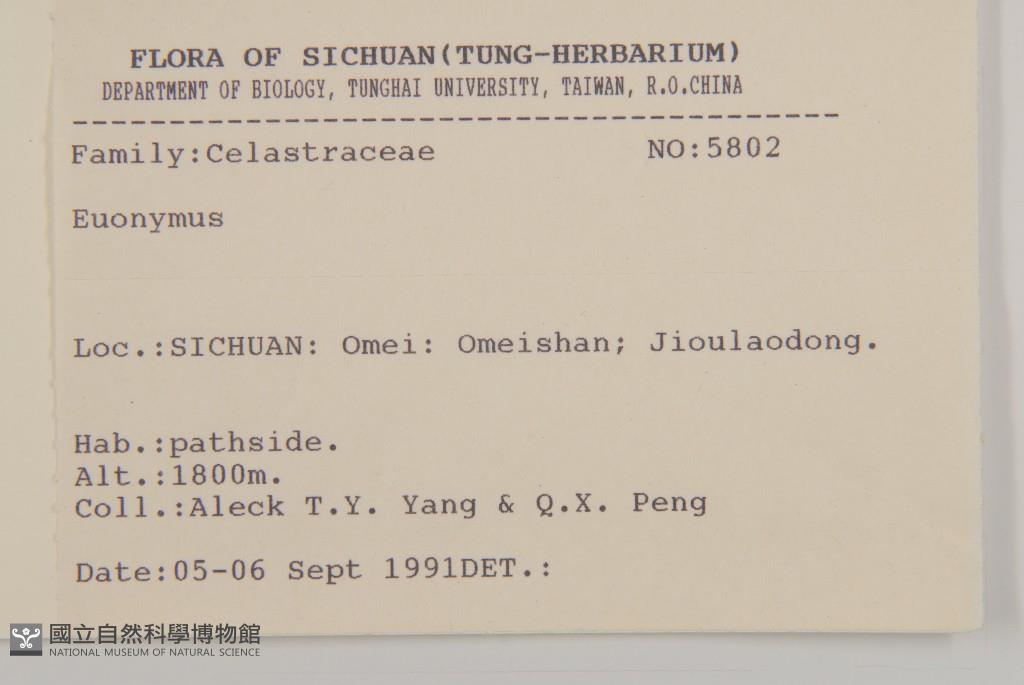 FLORA OF SICHUAN(TUNG-HERBARIUM)
DEPARTMENT OF BIOLOGY, TUNGHAI UNIVERSITY, TAIWAN, R.O.CHINA
----------------------------------------
Family:Celastraceae NO:5802
Euonymus
Loc.:SICHUAN: Omei: Omeishan; Jioulaodong.
Hab.:pathside.
Alt.:1800m.
Coll.:Aleck T.Y. Yang & Q.X. Peng
Date:05-06 Sept 1991DET.:
國立自然科學博物館
NATIONAL MUSEUM OF NATURAL SCIENCE